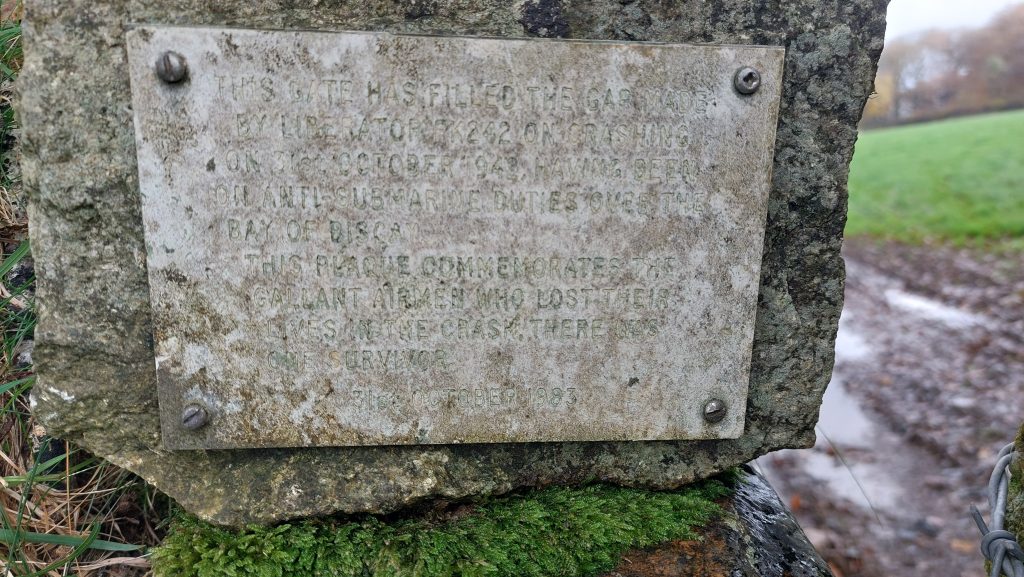 THIS GATE HAS FILLED THE GAP MADE
BY LIBERATOR FK242 ON CRASHING
ON 31st OCTOBER 1943, HAVING BEEN
ON ANTI-SUBMARINE DUTIES OVER THE
BAY OF BISCAY
THIS PLAQUE COMMEMORATES THE
GALLANT AIRMEN WHO LOST THEIR
LIVES IN THE CRASH, THERE WAS
ONE SURVIVOR
31st OCTOBER 1983